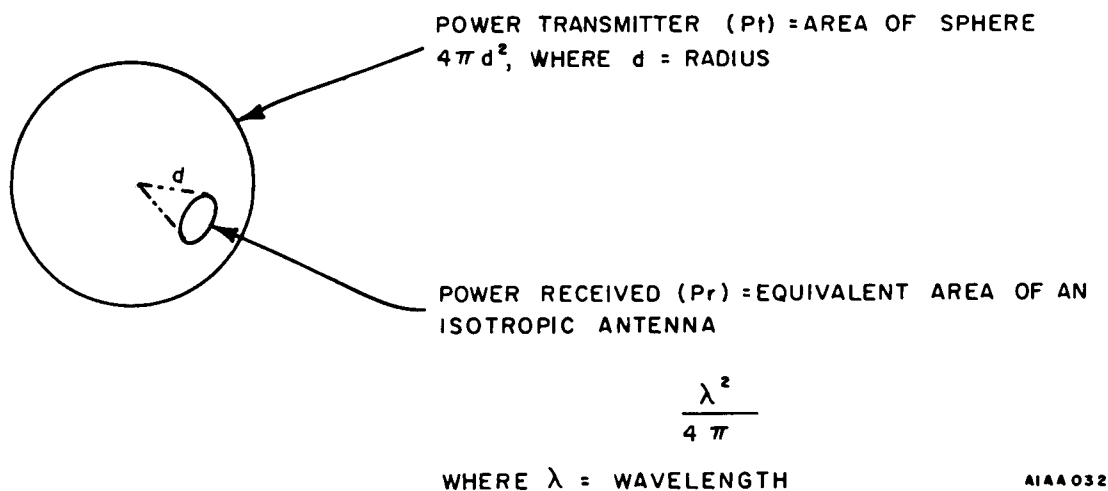 POWER TRANSMITTER (Pt) = AREA OF SPHERE
4πd², WHERE d = RADIUS
d
POWER RECEIVED (Pr) = EQUIVALENT AREA OF AN
ISOTROPIC ANTENNA
λ²
4 π
WHERE λ = WAVELENGTH
AIAA032